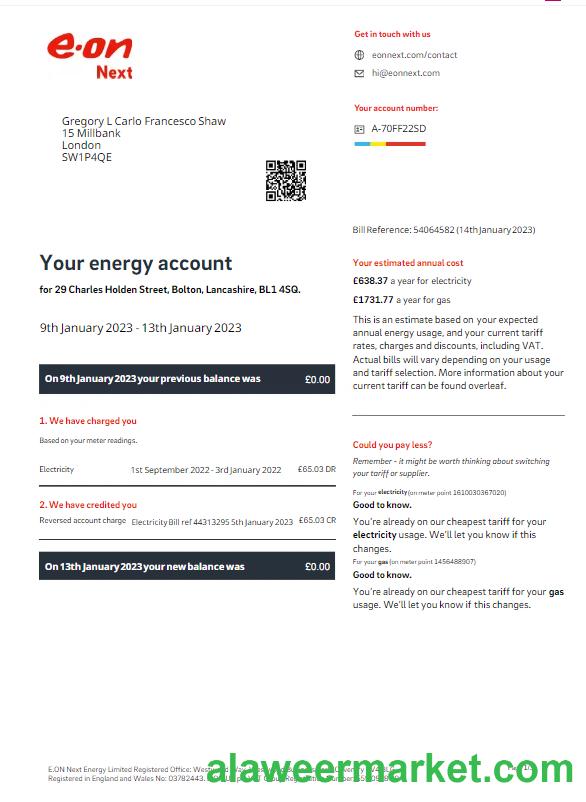 e·on
Next
Get in touch with us
eonnext.com/contact
hi@eonnext.com
Your account number:
A-70FF22SD
Gregory L Carlo Francesco Shaw
15 Millbank
London
SW1P4QE
Bill Reference: 54064582 (14th January 2023)
Your energy account
for 29 Charles Holden Street, Bolton, Lancashire, BL1 4SQ.
9th January 2023 - 13th January 2023
On 9th January 2023 your previous balance was £0.00
1. We have charged you
Based on your meter readings.
Electricity 1st September 2022 - 3rd January 2022 £65.03 DR
2. We have credited you
Reversed account charge Electricity Bill ref 44313295 5th January 2023 £65.03 CR
On 13th January 2023 your new balance was £0.00
Your estimated annual cost
£638.37 a year for electricity
£1731.77 a year for gas
This is an estimate based on your expected
annual energy usage, and your current tariff
rates, charges and discounts, including VAT.
Actual bills will vary depending on your usage
and tariff selection. More information about your
current tariff can be found overleaf.
Could you pay less?
Remember - it might be worth thinking about switching
your tariff or supplier.
For your electricity (on meter point 1610030367020)
Good to know.
You're already on our cheapest tariff for your
electricity usage. We'll let you know if this
changes.
For your gas (on meter point 1456488907)
Good to know.
You're already on our cheapest tariff for your gas
usage. We'll let you know if this changes.
E.ON Next Energy Limited Registered Office:
Registered in England and Wales No: 03782443.
alaweermarket.com